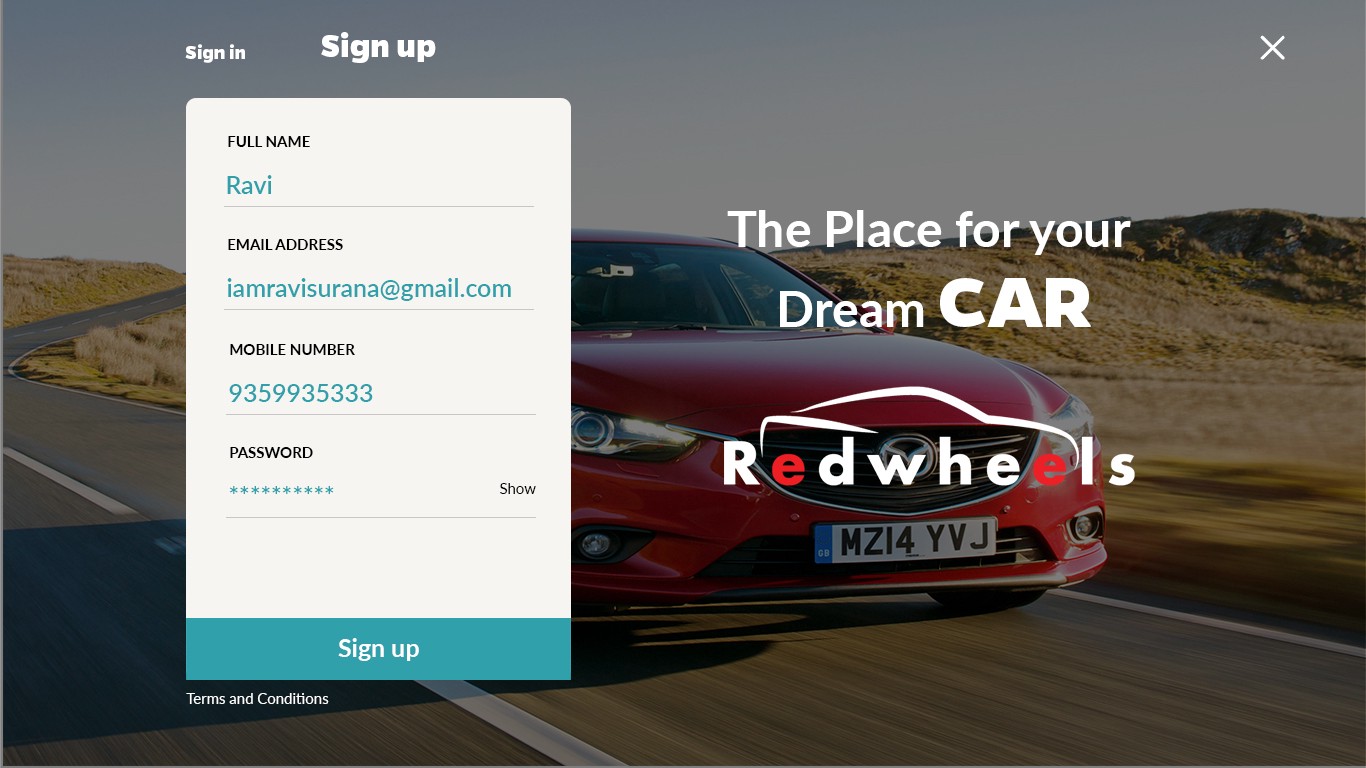 Sign in
Sign up
FULL NAME
Ravi
EMAIL ADDRESS
iamravisurana@gmail.com
MOBILE NUMBER
9359935333
PASSWORD
**********
Show
Sign up
Terms and Conditions
The Place for your
Dream CAR
Redwheels
GB MZ14 YVJ